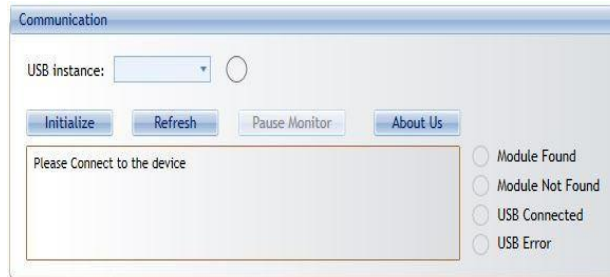 Communication
USB instance:
Initialize Refresh Pause Monitor About Us
Please Connect to the device
Module Found
Module Not Found
USB Connected
USB Error